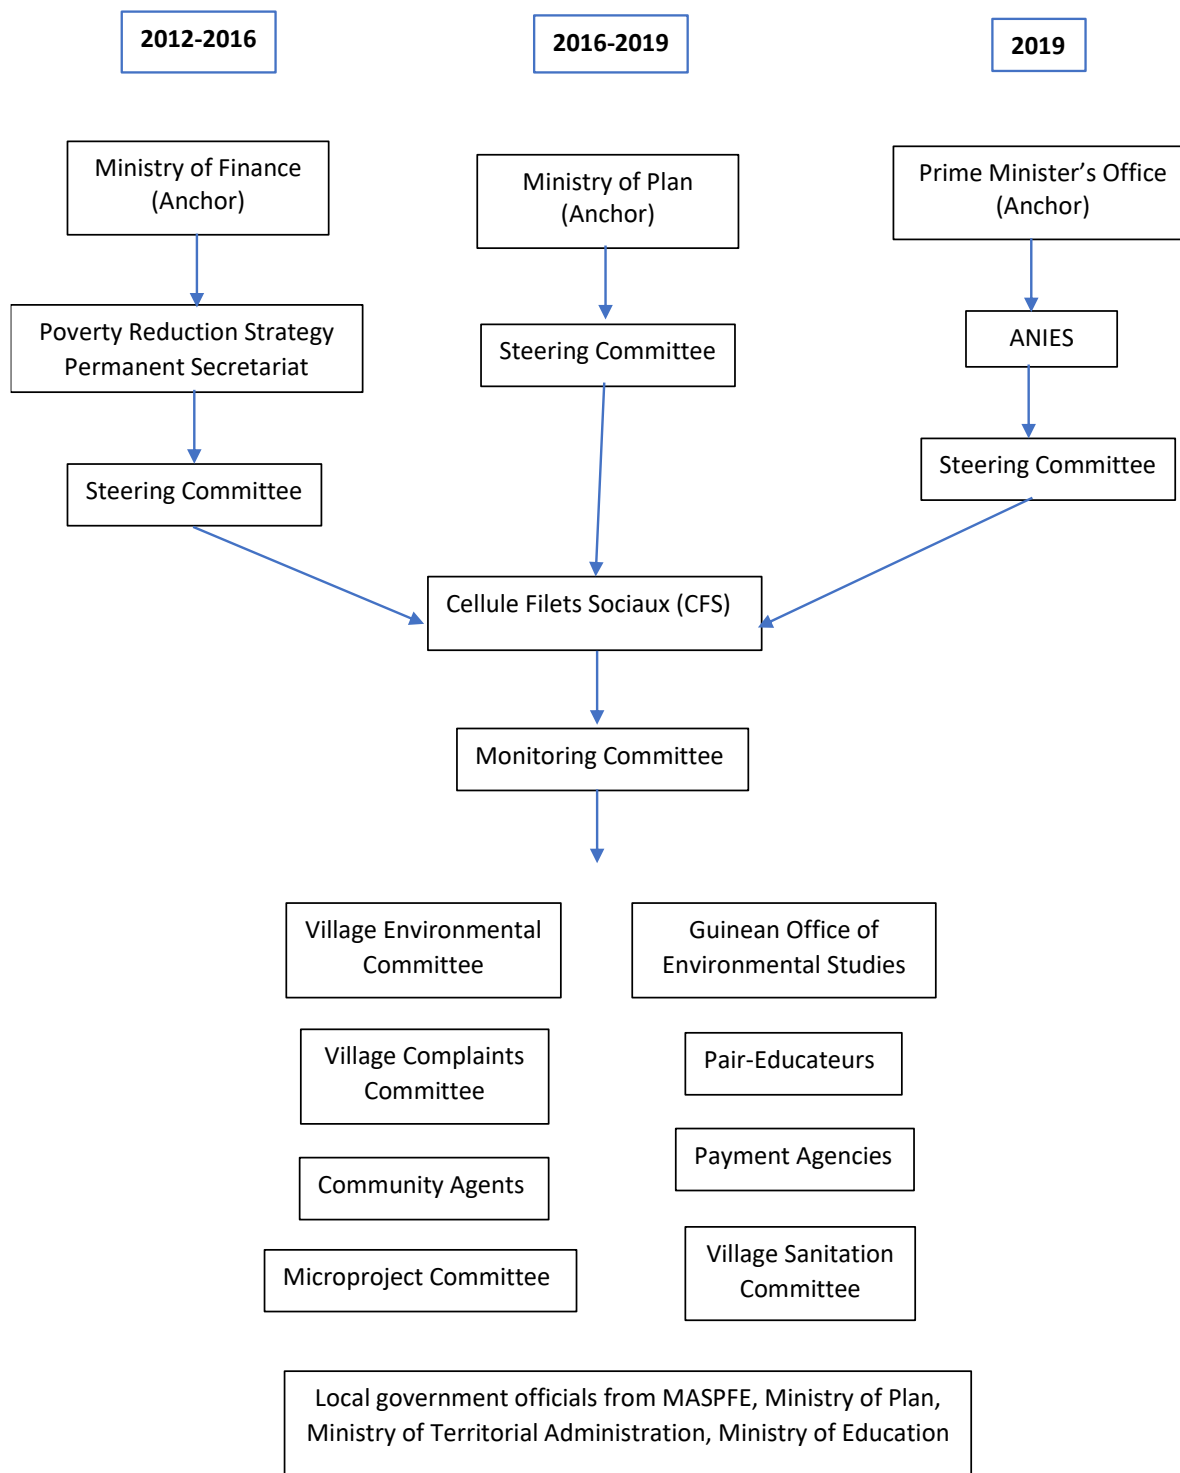 2012-2016
2016-2019
2019
Ministry of Finance
(Anchor)
Ministry of Plan
(Anchor)
Prime Minister’s Office
(Anchor)
Poverty Reduction Strategy
Permanent Secretariat
Steering Committee
ANIES
Steering Committee
Steering Committee
Cellule Filets Sociaux (CFS)
Monitoring Committee
Village Environmental
Committee
Guinean Office of
Environmental Studies
Village Complaints
Committee
Pair-Educateurs
Community Agents
Payment Agencies
Microproject Committee
Village Sanitation
Committee
Local government officials from MASPFE, Ministry of Plan,
Ministry of Territorial Administration, Ministry of Education